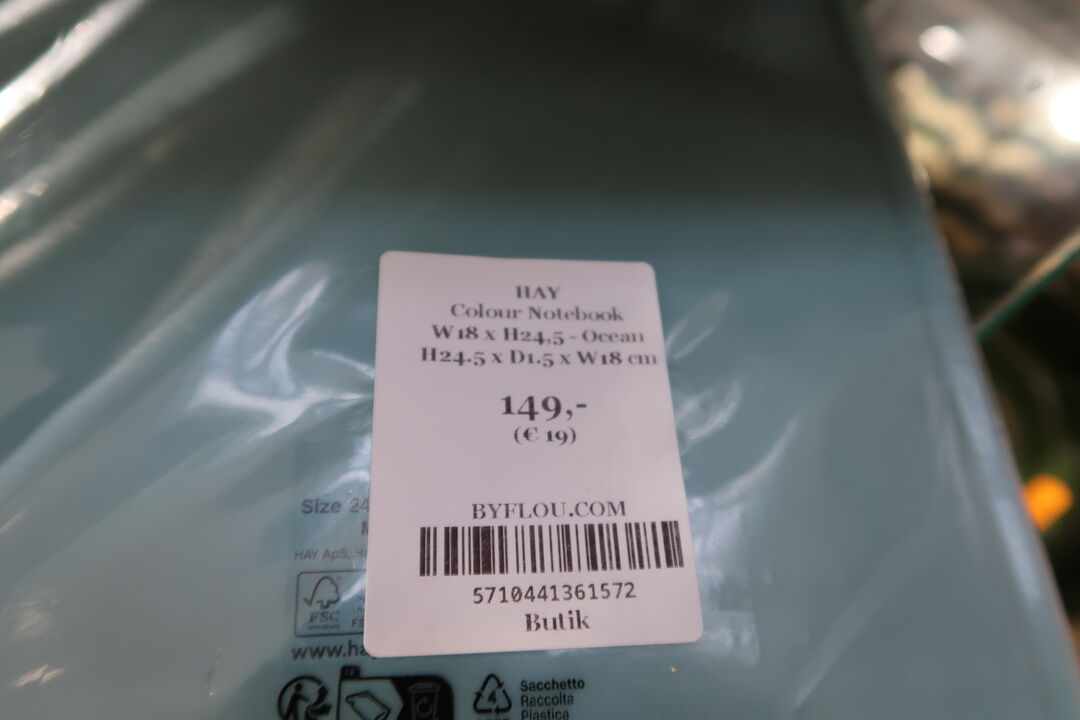 HAY
Colour Notebook
W18 x H24,5 - Ocean
H24.5 x D1.5 x W18 cm
149,-
(€ 19)
BYFLOU.COM
5710441361572
Butik
Size 24
HAY ApS,
FSC
www.ha
Sacchetto
Raccolta
Plastica